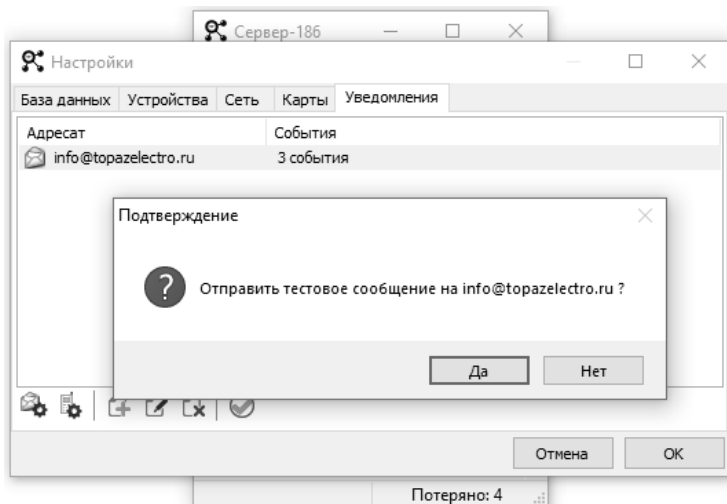 Сервер-186
Настройки
База данных Устройства Сеть Карты Уведомления
Адресат События
info@topazelectro.ru 3 события
Подтверждение
Отправить тестовое сообщение на info@topazelectro.ru ?
Да Нет
Отмена OK
Потеряно: 4